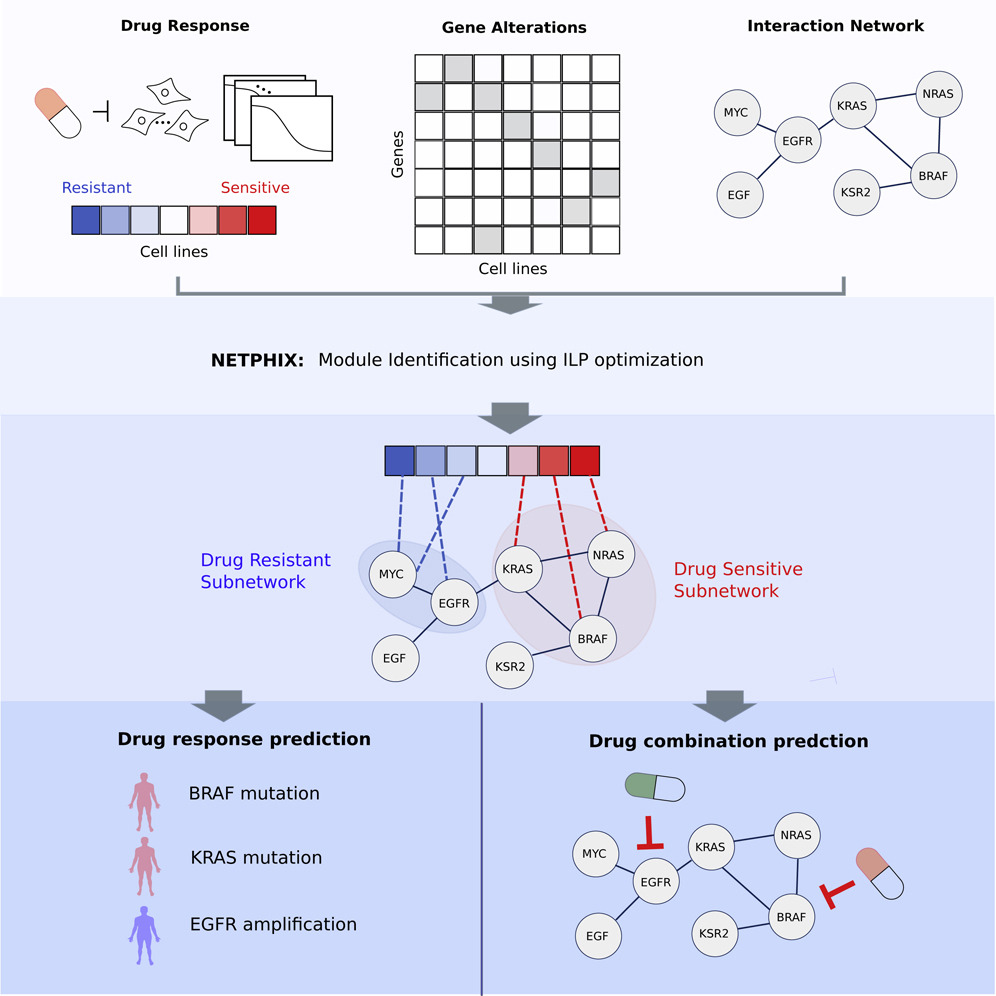 Drug Response
Gene Alterations
Interaction Network
Resistant
Sensitive
Cell lines
Genes
Cell lines
MYC
EGFR
EGF
KRAS
NRAS
BRAF
KSR2
NETPHIX: Module Identification using ILP optimization
Drug Resistant
Subnetwork
MYC
EGFR
EGF
KRAS
NRAS
BRAF
KSR2
Drug Sensitive
Subnetwork
Drug response prediction
BRAF mutation
KRAS mutation
EGFR amplification
Drug combination predction
MYC
EGFR
EGF
KRAS
NRAS
BRAF
KSR2